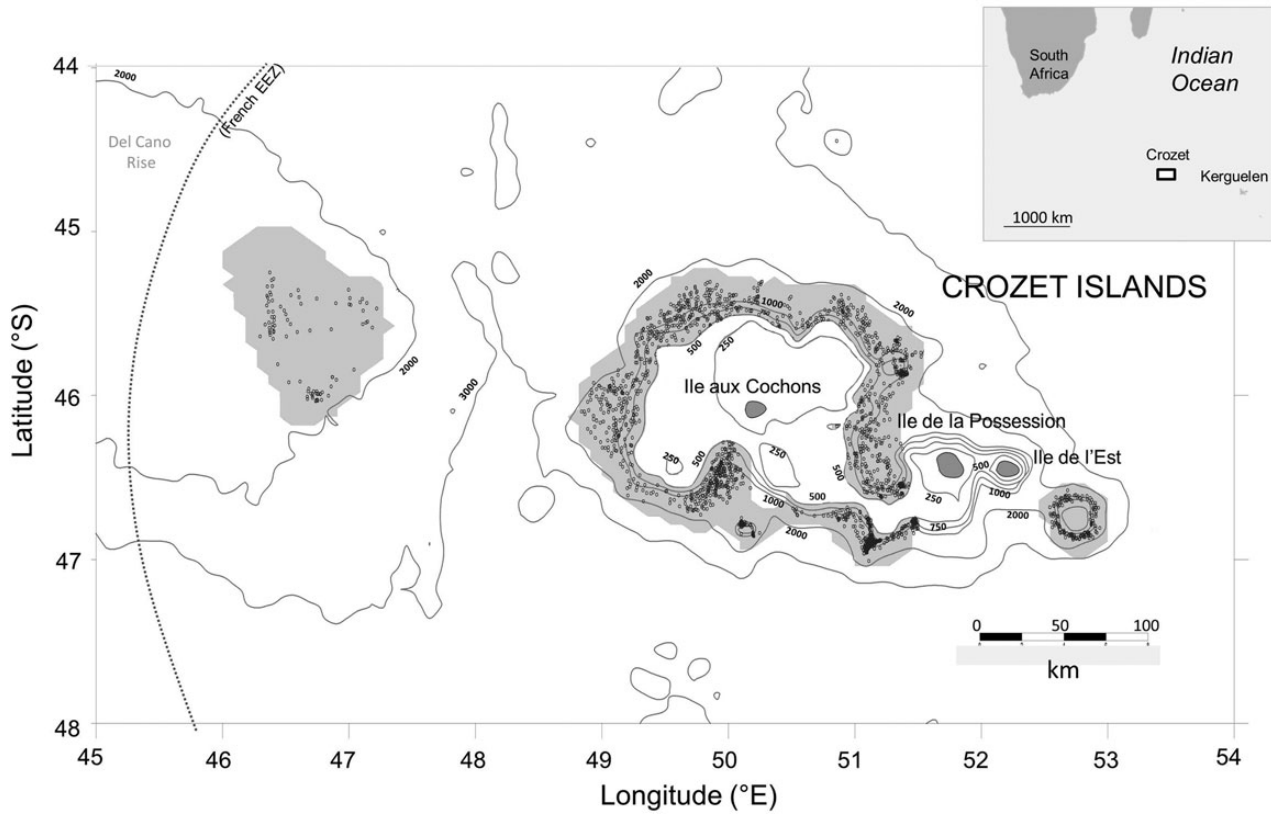 South
Africa
Indian
Ocean
Crozet
Kerguelen
1000 km
44
2000
(French EEZ)
Del Cano
Rise
45
CROZET ISLANDS
2000
1000
2000
500
250
2000
3000
Latitude (°S)
46
Ile aux Cochons
Ile de la Possession
Ile de l'Est
250
500
250
500
500
250
1000
1000
500
2000
750
2000
47
0 50 100
km
48
45 46 47 48 49 50 51 52 53 54
Longitude (°E)